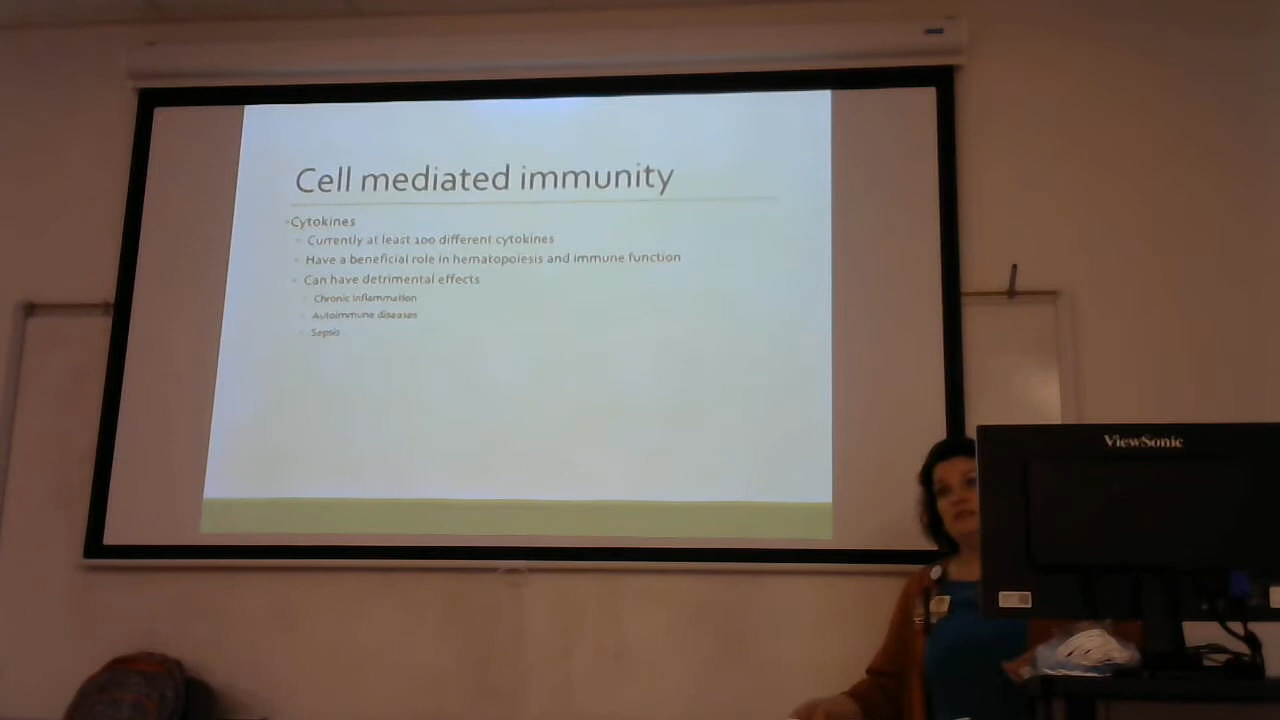 Cell mediated immunity
Cytokines
Currently at least 200 different cytokines
Have a beneficial role in hematopoiesis and immune function
Can have detrimental effects
Chronic inflammation
Autoimmune diseases
Sepsis
ViewSonic